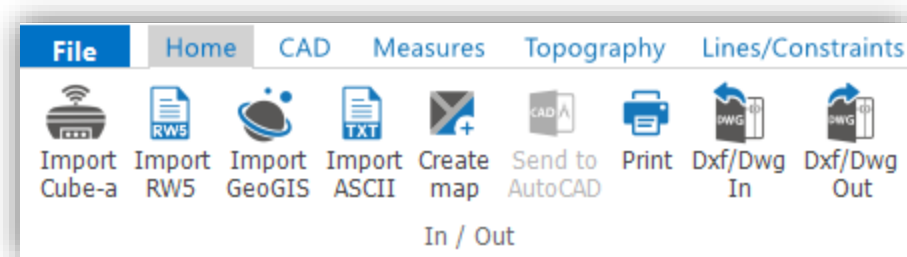 File Home CAD Measures Topography Lines/Constraints
RW5 TXT CAD A DWG DWG
Import Import Import Import Create Send to Print Dxf/Dwg Dxf/Dwg
Cube-a RW5 GeoGIS ASCII map AutoCAD In Out
In / Out